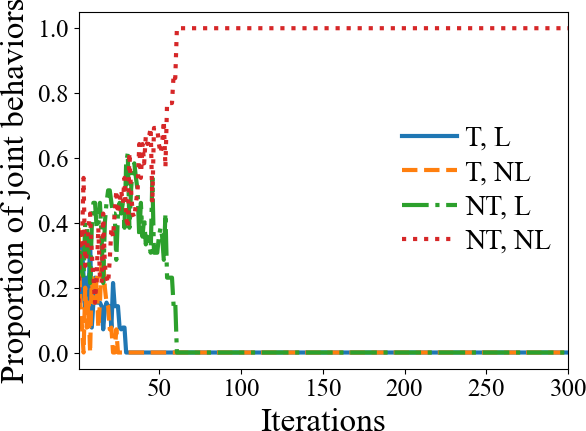 Proportion of joint behaviors
1.0
0.8
0.6
0.4
0.2
0.0
T, L
T, NL
NT, L
NT, NL
50 100 150 200 250 300
Iterations